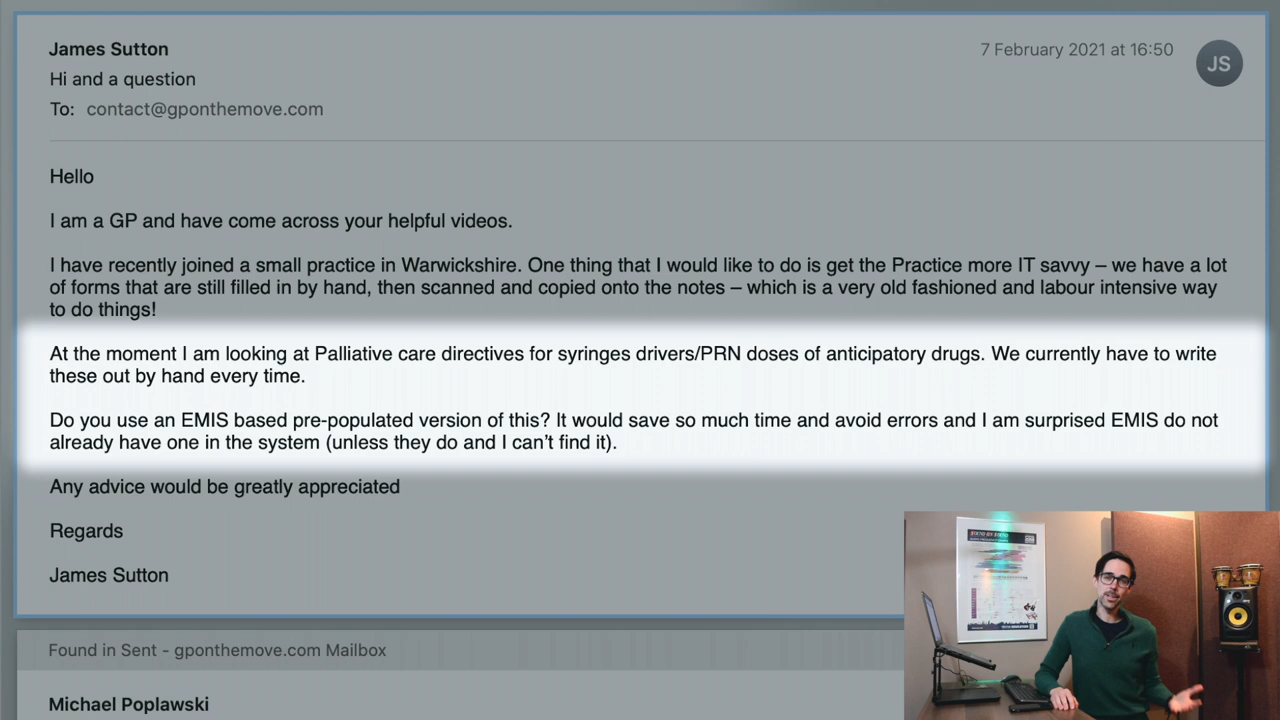 James Sutton
7 February 2021 at 16:50
JS
Hi and a question
To: contact@gponthemove.com
Hello
I am a GP and have come across your helpful videos.
I have recently joined a small practice in Warwickshire. One thing that I would like to do is get the Practice more IT savvy – we have a lot
of forms that are still filled in by hand, then scanned and copied onto the notes – which is a very old fashioned and labour intensive way
to do things!
At the moment I am looking at Palliative care directives for syringes drivers/PRN doses of anticipatory drugs. We currently have to write
these out by hand every time.
Do you use an EMIS based pre-populated version of this? It would save so much time and avoid errors and I am surprised EMIS do not
already have one in the system (unless they do and I can't find it).
Any advice would be greatly appreciated
Regards
James Sutton
Found in Sent - gponthemove.com Mailbox
Michael Poplawski